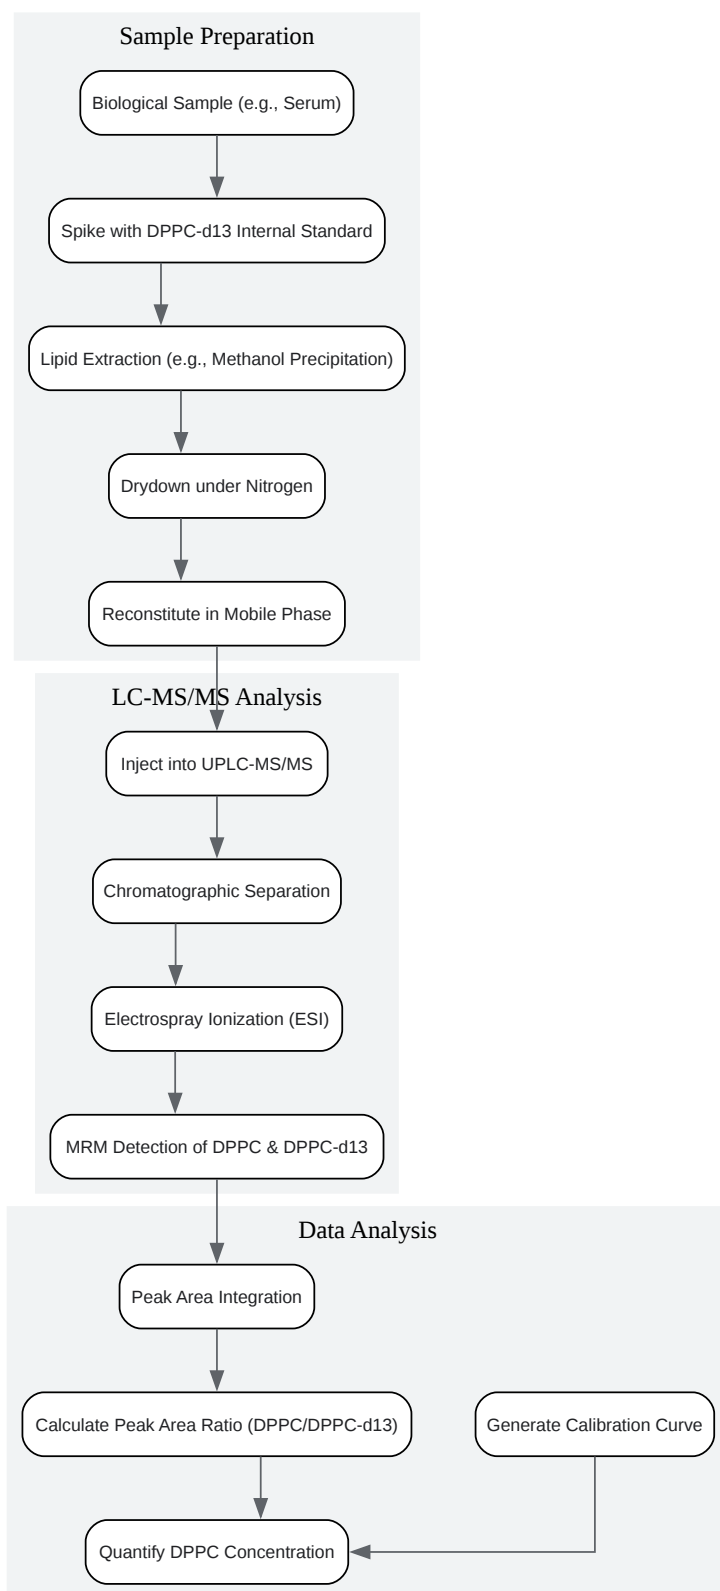 Sample Preparation
Biological Sample (e.g., Serum)
Spike with DPPC-d13 Internal Standard
Lipid Extraction (e.g., Methanol Precipitation)
Drydown under Nitrogen
Reconstitute in Mobile Phase
LC-MS/MS Analysis
Inject into UPLC-MS/MS
Chromatographic Separation
Electrospray Ionization (ESI)
MRM Detection of DPPC & DPPC-d13
Data Analysis
Peak Area Integration
Calculate Peak Area Ratio (DPPC/DPPC-d13)
Generate Calibration Curve
Quantify DPPC Concentration